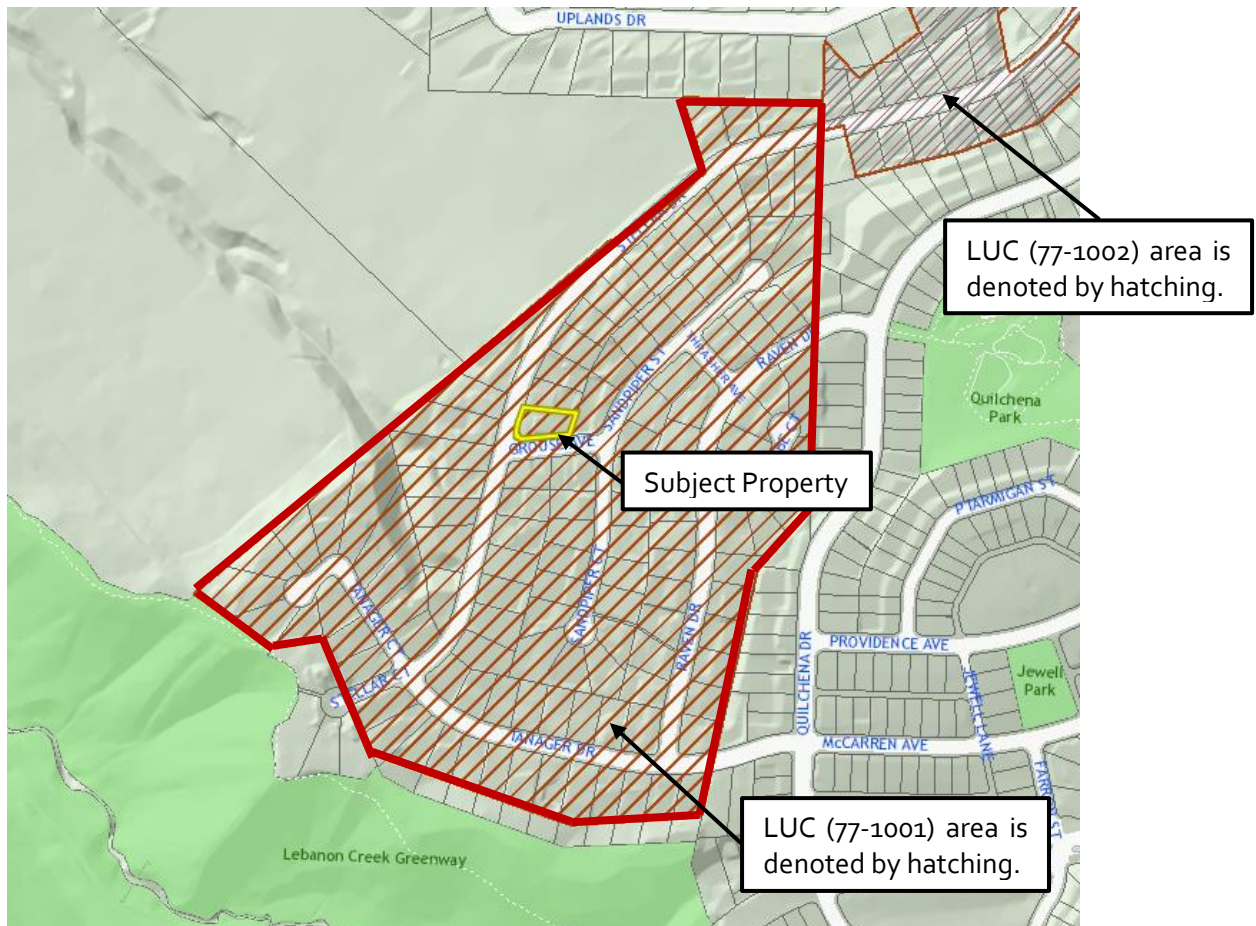 UPLANDS DR
LUC (77-1002) area is
denoted by hatching.
SANDPIPER ST
THRASHER AVE
RAVEN DR
Quilchena
Park
GROUSE AVE
Subject Property
PTARMIGAN ST
TANAGER CT
SANDPIPER CT
RAVEN DR
QUILCHENA DR
PROVIDENCE AVE
JEWELL LANE
Jewell
Park
TANAGER DR
McCARREN AVE
LUC (77-1001) area is
denoted by hatching.
Lebanon Creek Greenway